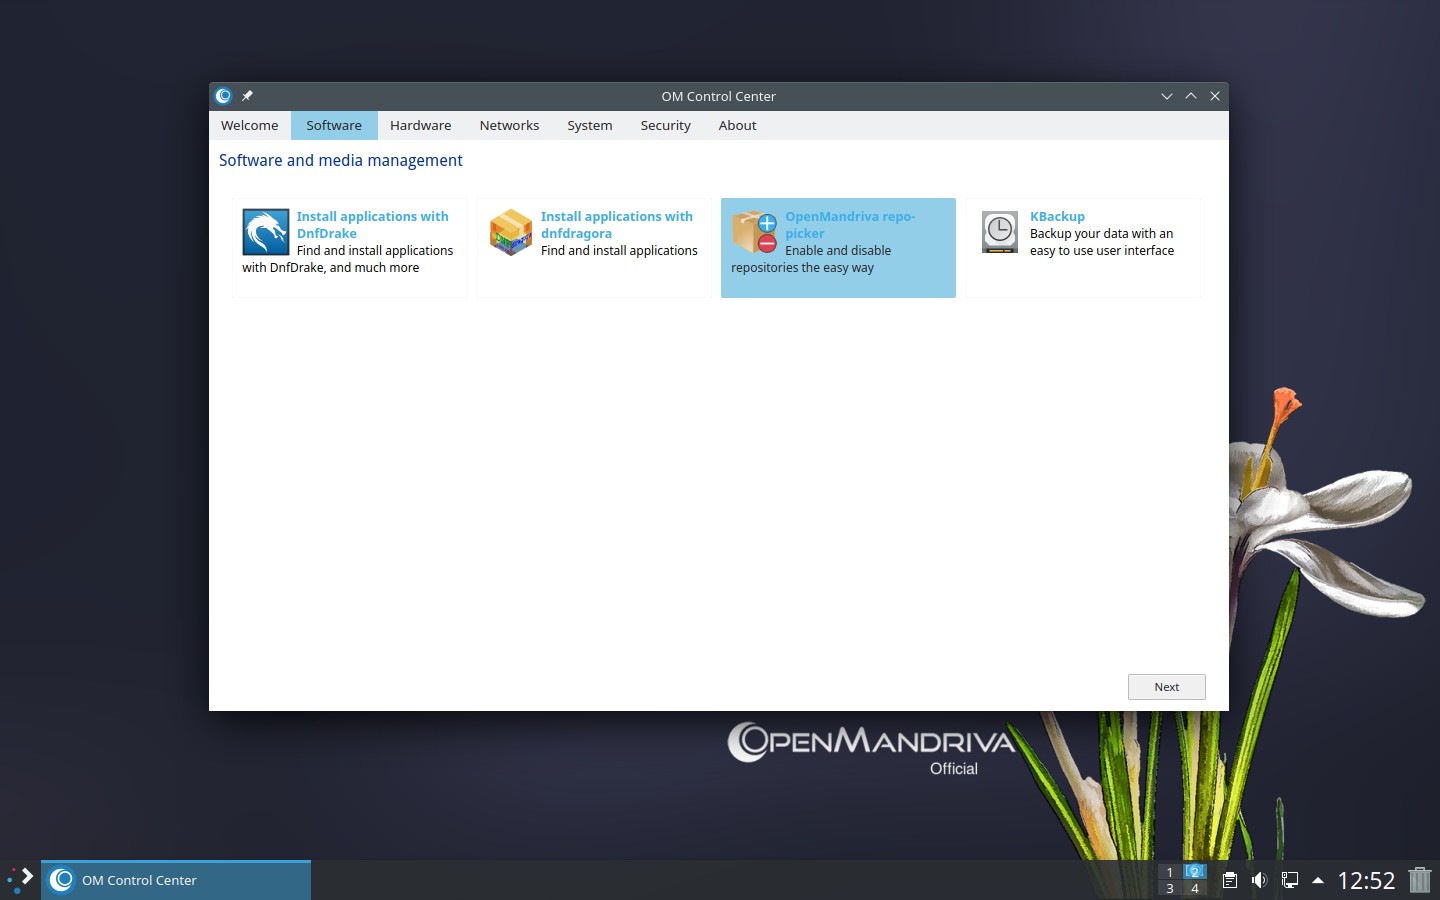 OM Control Center
Welcome Software Hardware Networks System Security About
Software and media management
Install applications with
DnfDrake
Find and install applications
with DnfDrake, and much more
Install applications with
dnfdragora
Find and install applications
OpenMandriva repo-
picker
Enable and disable
repositories the easy way
KBackup
Backup your data with an
easy to use user interface
Next
OpenMandriva
Official
OM Control Center
1 2
3 4
12:52